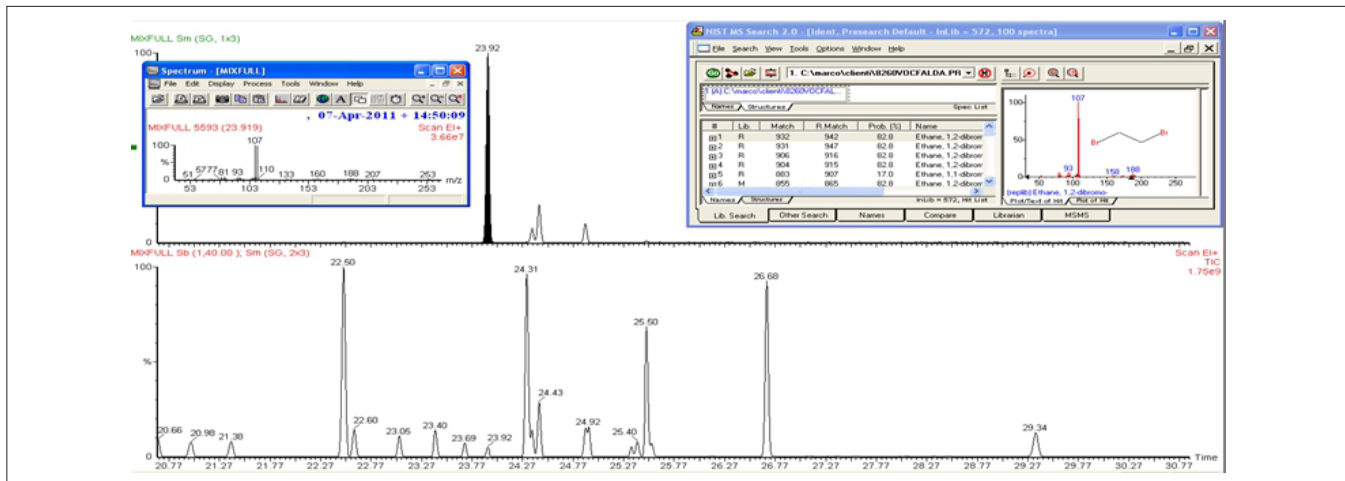 MIXFULL Sm (SG, 1x3)
100
23.92
0
Spectrum - [MIXFULL]
File Edit Display Process Tools Window Help
, 07-Apr-2011 + 14:50:09
MIXFULL 5593 (23.919)
Scan EI+
3.66e7
107
100
%
0
51 57 77 81 93 110 133 160 188 207 253
53 103 153 203 253 m/z
NIST MS Search 2.0 - [Ident, Presearch Default - InLib = 572, 100 spectra]
File Search View Tools Options Window Help
1. C:\marco\clienti\8260VOCFALDA.PR
1 [A] C:\marco\clienti\8260VOCFAL...
Names Structures Spec List
# Lib. Match R.Match Prob. (%) Name
1 R 932 942 82.8 Ethane, 1,2-dibrom
2 R 931 947 82.8 Ethane, 1,2-dibrom
3 R 906 916 82.8 Ethane, 1,2-dibrom
4 R 904 915 82.8 Ethane, 1,2-dibrom
5 R 883 907 17.0 Ethane, 1,1-dibrom
6 M 855 865 82.8 Ethane, 1,2-dibrom
Names Structures InLib = 572, Hit List
100
107
50
Br
Br
93
158 188
0
50 100 150 200 250
(replib) Ethane, 1,2-dibromo-
Plot/Text of Hit Plot of Hit
Lib. Search Other Search Names Compare Librarian MSMS
MIXFULL Sb (1,40.00 ); Sm (SG, 2x3)
Scan EI+
TIC
1.75e9
100
%
0
22.50
24.31
26.68
25.50
24.43
20.66 20.98 21.38 22.60 23.05 23.40 23.69 23.92 24.92 25.40 29.34
20.77 21.27 21.77 22.27 22.77 23.27 23.77 24.27 24.77 25.27 25.77 26.27 26.77 27.27 27.77 28.27 28.77 29.27 29.77 30.27 30.77 Time